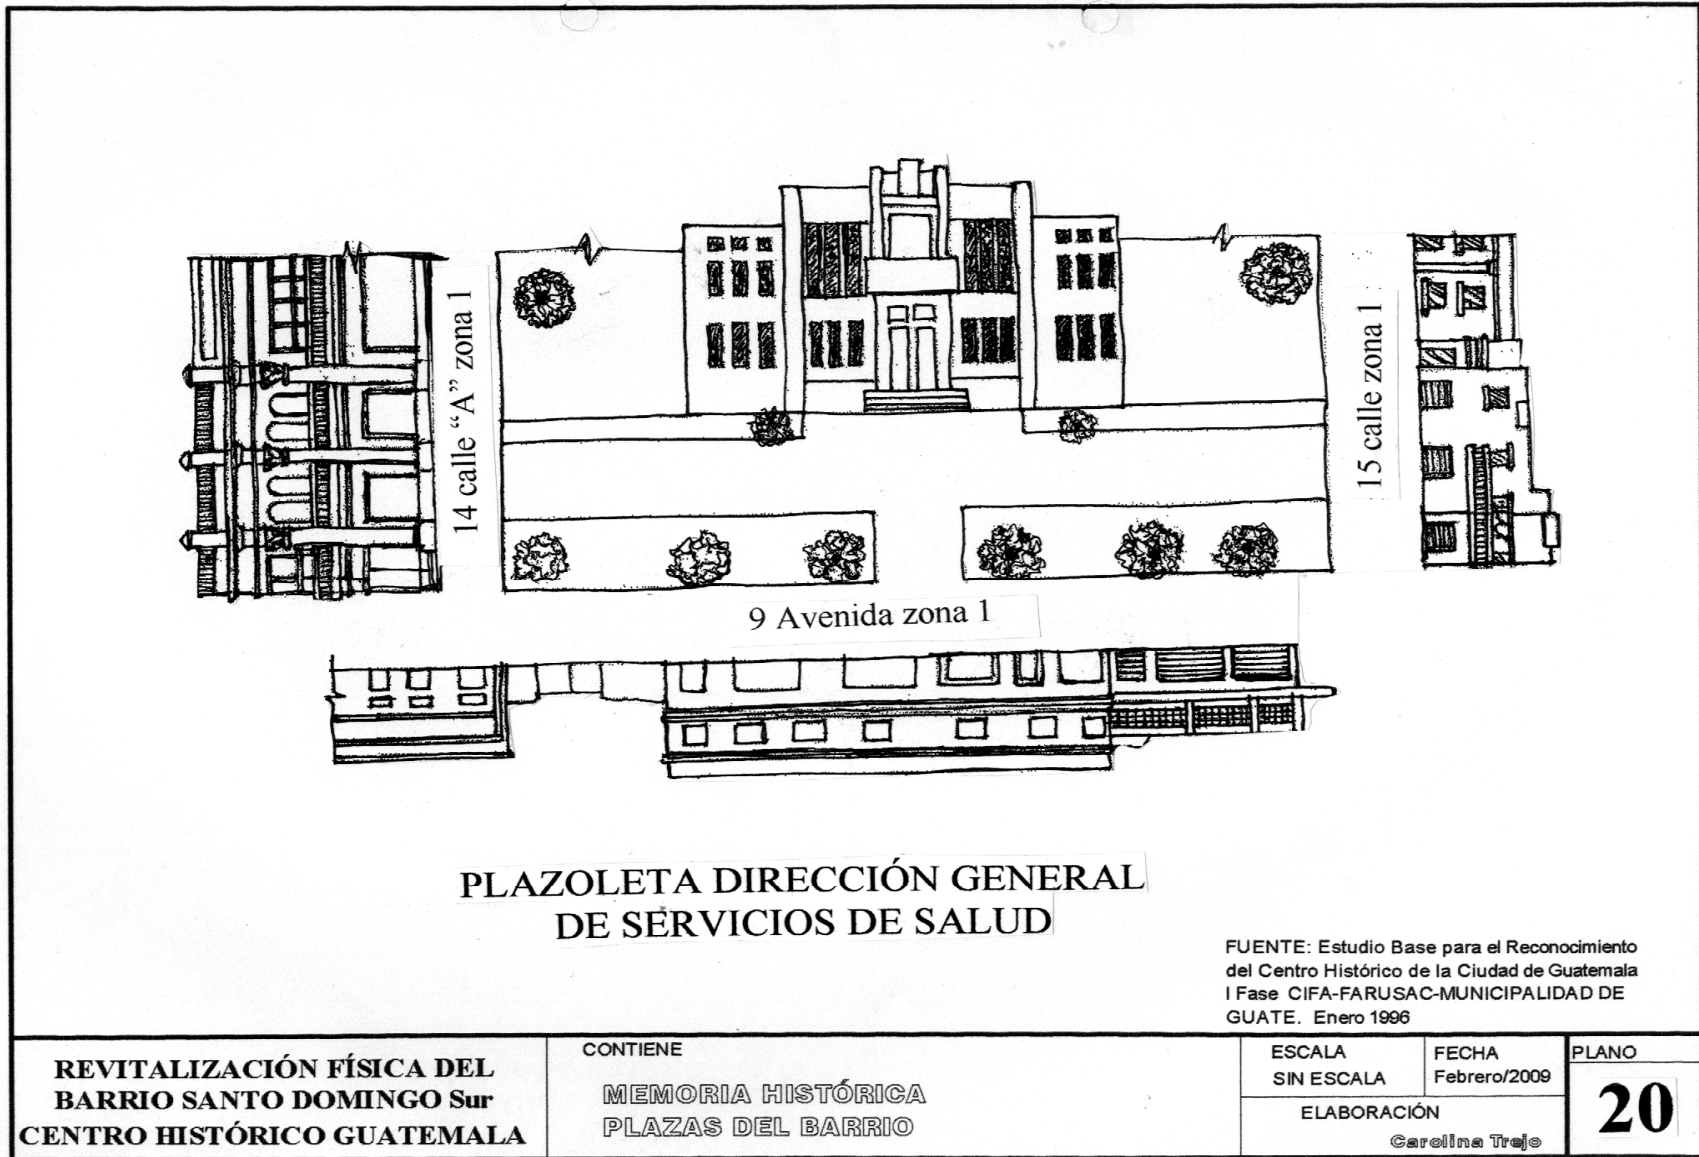 14 calle “A” zona 1
15 calle zona 1
9 Avenida zona 1
PLAZOLETA DIRECCIÓN GENERAL
DE SERVICIOS DE SALUD
FUENTE: Estudio Base para el Reconocimiento
del Centro Histórico de la Ciudad de Guatemala
I Fase CIFA-FARUSAC-MUNICIPALIDAD DE
GUATE. Enero 1996
REVITALIZACIÓN FÍSICA DEL
BARRIO SANTO DOMINGO Sur
CENTRO HISTÓRICO GUATEMALA
CONTIENE
MEMORIA HISTÓRICA
PLAZAS DEL BARRIO
ESCALA
SIN ESCALA
FECHA
Febrero/2009
ELABORACIÓN
Carolina Trejo
PLANO
20